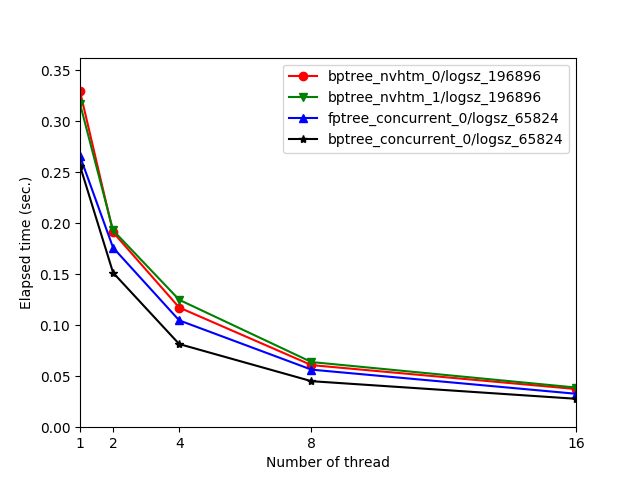 0.35
0.30
0.25
0.20
0.15
0.10
0.05
0.00
Elapsed time (sec.)
bptree_nvhtm_0/logsz_196896
bptree_nvhtm_1/logsz_196896
fptree_concurrent_0/logsz_65824
bptree_concurrent_0/logsz_65824
1 2 4 8 16
Number of thread